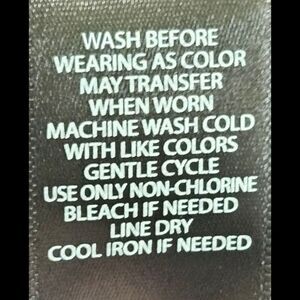 WASH BEFORE
WEARING AS COLOR
MAY TRANSFER
WHEN WORN
MACHINE WASH COLD
WITH LIKE COLORS
GENTLE CYCLE
USE ONLY NON-CHLORINE
BLEACH IF NEEDED
LINE DRY
COOL IRON IF NEEDED